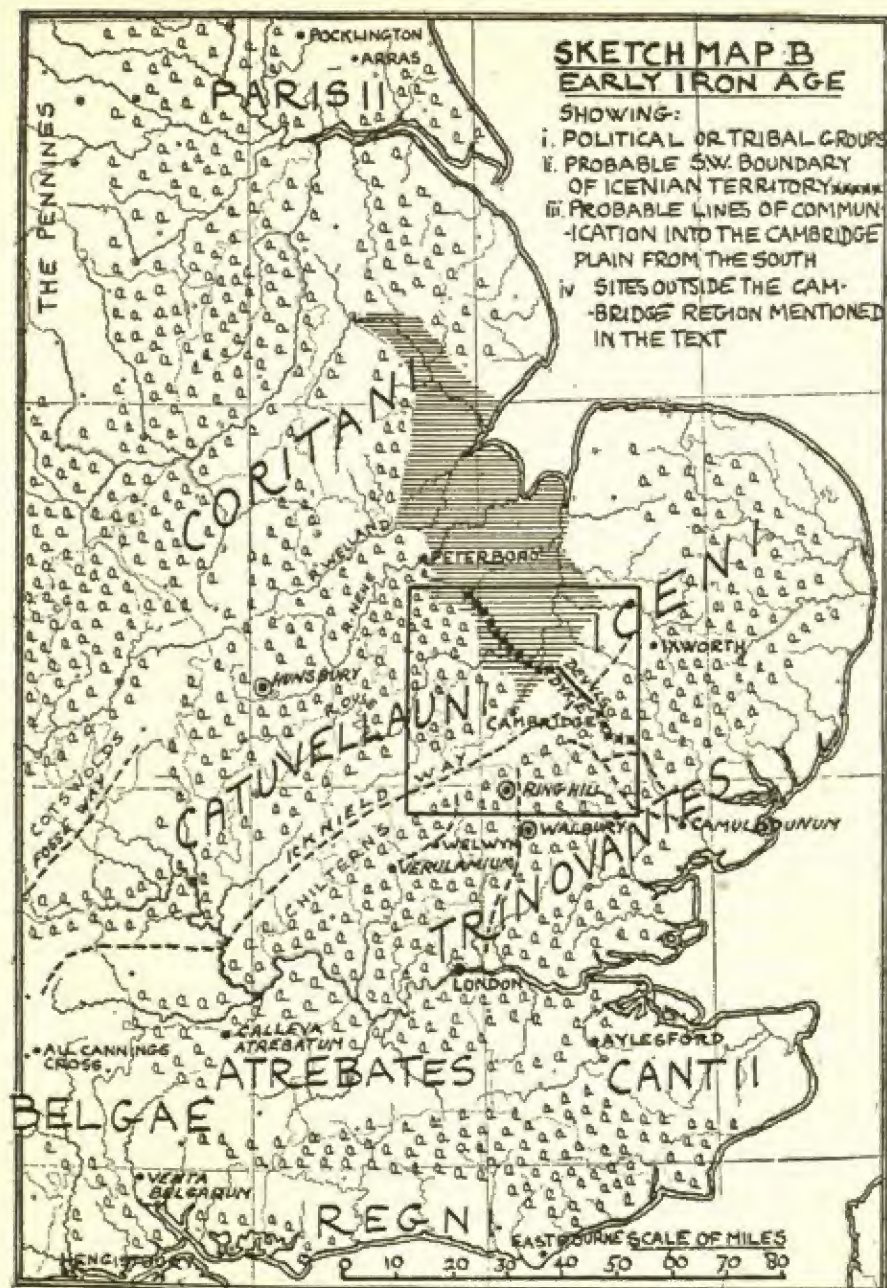 SKETCH MAP B
EARLY IRON AGE
SHOWING:
i. POLITICAL OR TRIBAL GROUPS
ii. PROBABLE S.W. BOUNDARY
OF ICENIAN TERRITORY
iii. PROBABLE LINES OF COMMUN-
-ICATION INTO THE CAMBRIDGE
PLAIN FROM THE SOUTH
iv SITES OUTSIDE THE CAM-
-BRIDGE REGION MENTIONED
IN THE TEXT
POCKLINGTON
ARRAS
PARISII
THE PENNINES
CORITANI
R. WELLAND
R. NENE
PETERBORO'
ICENI
IXWORTH
HUNSBURY
R. OUSE
DEVIL'S
DIKE
CAMBRIDGE
CATUVELLAUNI
COTSWOLDS
FOSSE WAY
ICKNIELD WAY
RING HILL
CHILTERNS
WALBURY
CAMULODUNUM
WELWYN
VERULAMIUM
TRINOVANTES
LONDON
CALLEVA
ATREBATUM
ALL CANNINGS
CROSS
AYLESFORD
ATREBATES
CANTII
BELGAE
VENTA
BELGARUM
REGNI
EASTBOURNE
HENGISTBURY
SCALE OF MILES
0 10 20 30 40 50 60 70 80